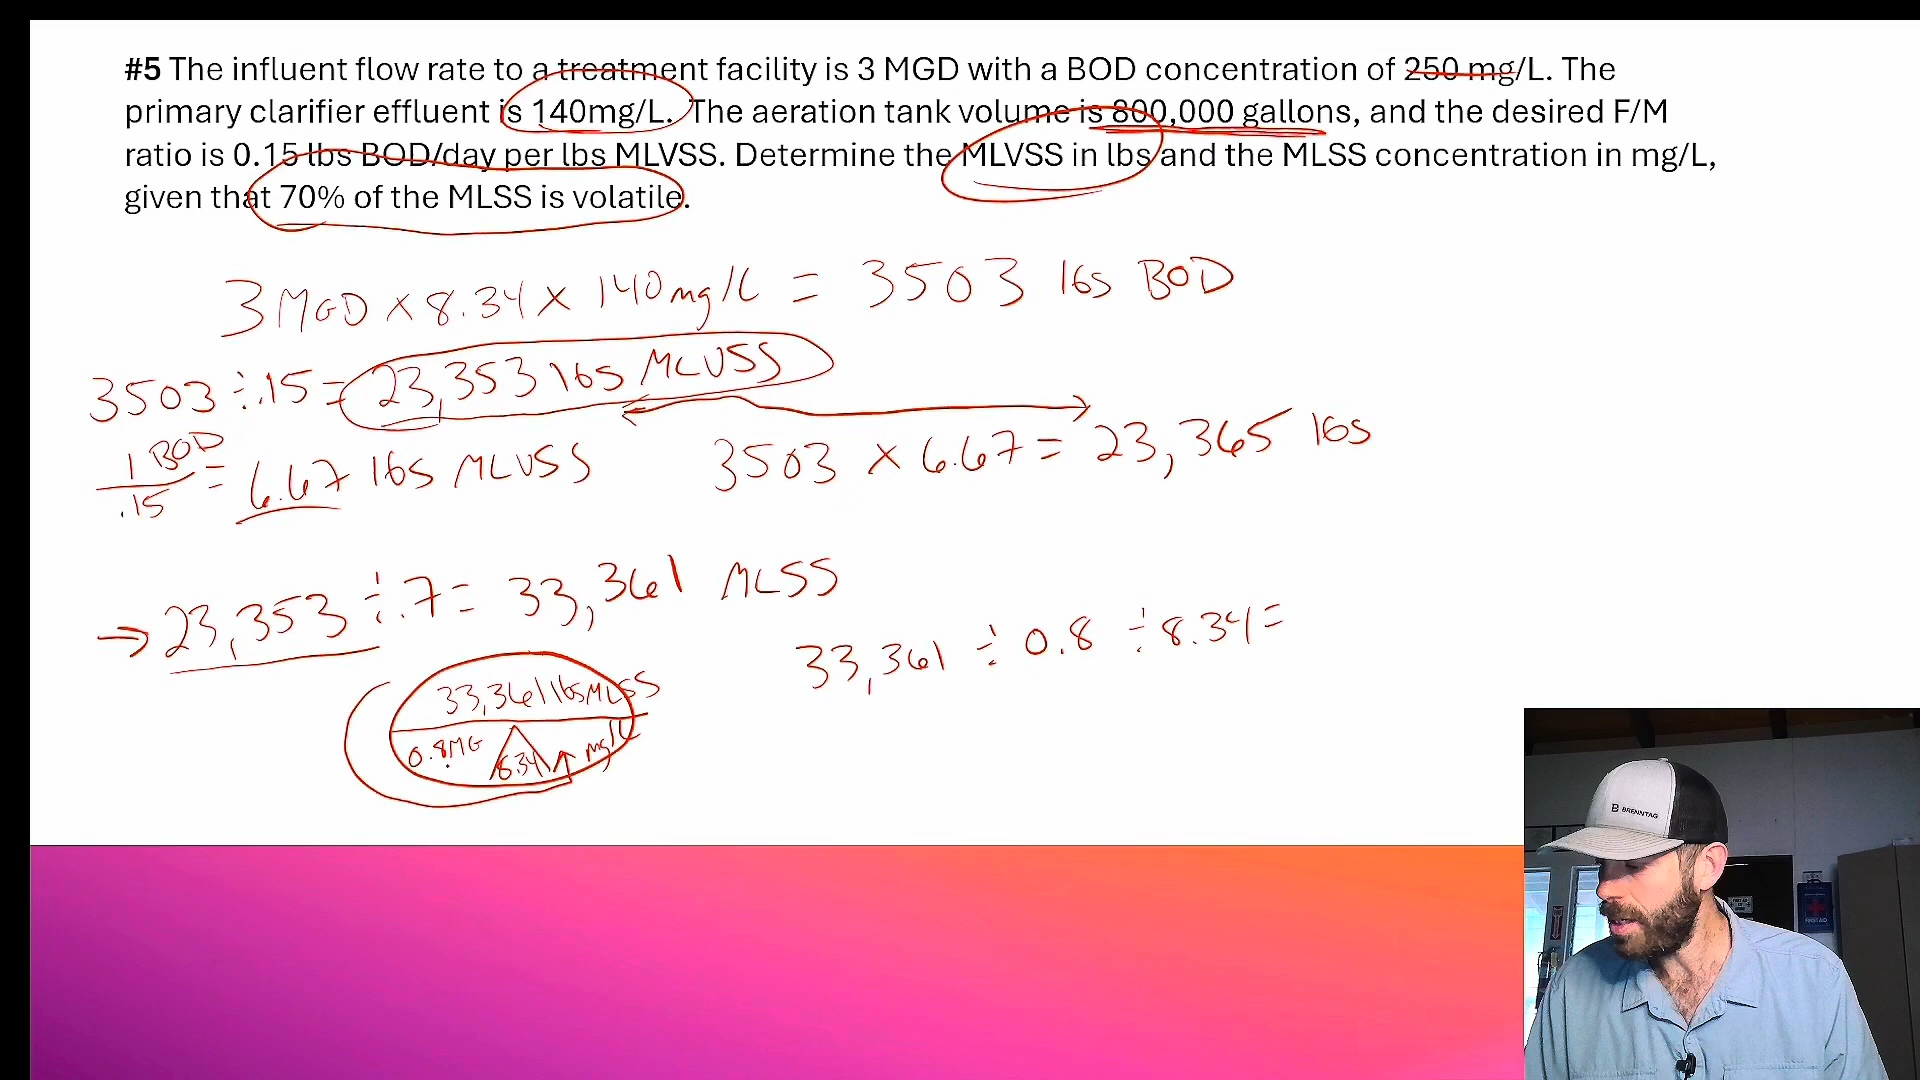 #5 The influent flow rate to a treatment facility is 3 MGD with a BOD concentration of 250 mg/L. The
primary clarifier effluent is 140mg/L. The aeration tank volume is 800,000 gallons, and the desired F/M
ratio is 0.15 lbs BOD/day per lbs MLVSS. Determine the MLVSS in lbs and the MLSS concentration in mg/L,
given that 70% of the MLSS is volatile.
3 MGD × 8.34 × 140 mg/L = 3503 lbs BOD
3503 ÷ .15 = 23,353 lbs MLVSS
1 BOD
.15
= 6.67 lbs MLVSS
3503 × 6.67 = 23,365 lbs
→ 23,353 ÷ .7 = 33,361 MLSS
33,361 ÷ 0.8 ÷ 8.34 =
33,361 lbs MLSS
0.8 MG 8.34 mg/L
B BRENNTAG
FIRST AID